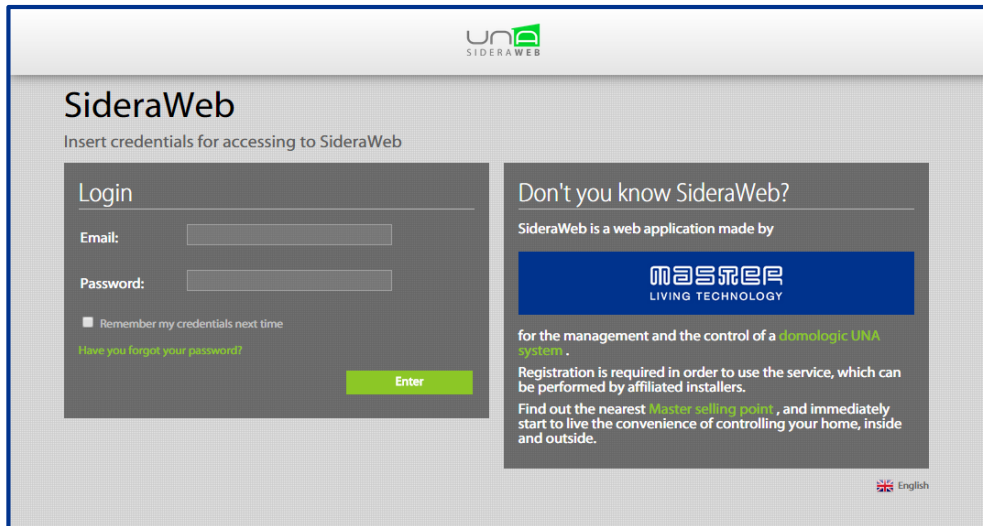 UNA
SIDERAWEB
SideraWeb
Insert credentials for accessing to SideraWeb
Login
Email:
Password:
Remember my credentials next time
Have you forgot your password?
Enter
Don't you know SideraWeb?
SideraWeb is a web application made by
MASTER
LIVING TECHNOLOGY
for the management and the control of a domologic UNA
system .
Registration is required in order to use the service, which can
be performed by affiliated installers.
Find out the nearest Master selling point , and immediately
start to live the convenience of controlling your home, inside
and outside.
English